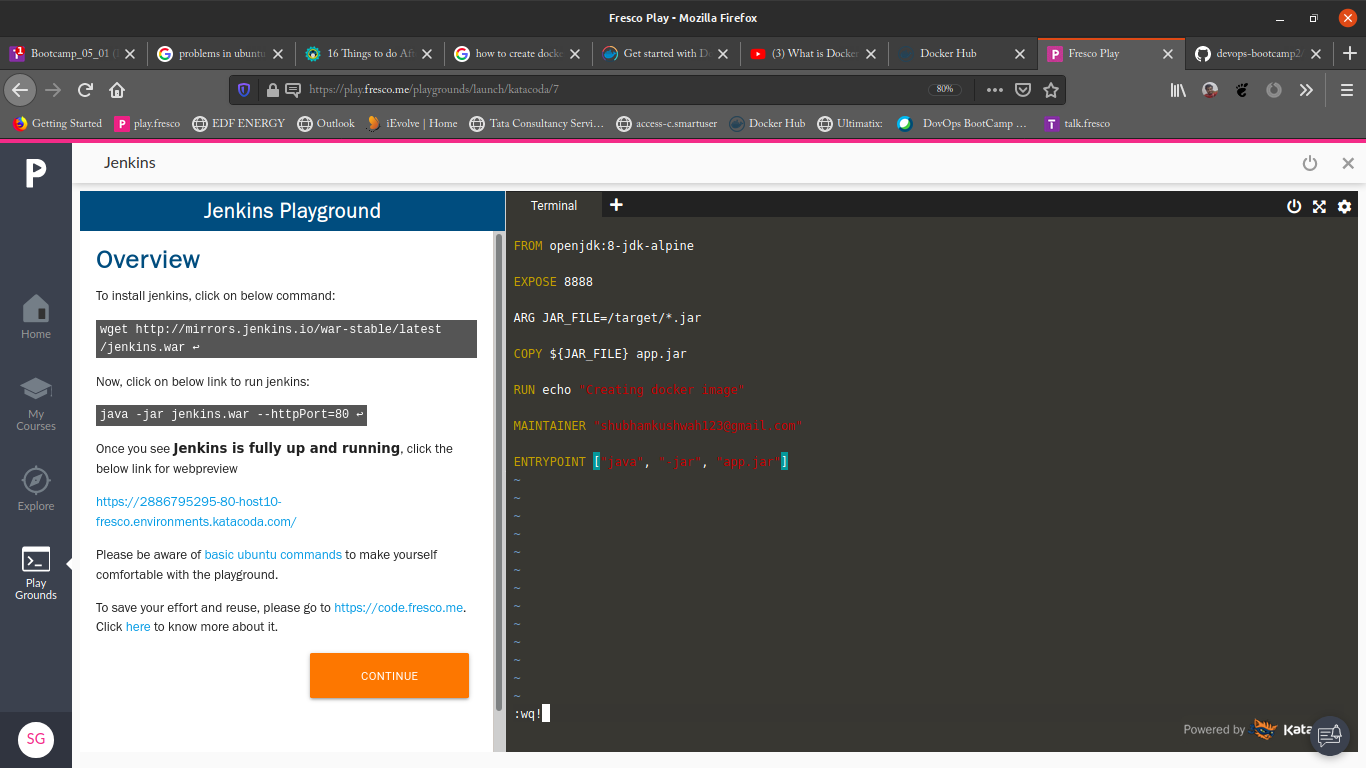 Fresco Play - Mozilla Firefox
Bootcamp_05_01 (
problems in ubunt
16 Things to do Aft
how to create dock
Get started with D
(3) What is Docker
Docker Hub
Fresco Play
devops-bootcamp2
https://play.fresco.me/playgrounds/launch/katacoda/7
80%
Getting Started
play.fresco
EDF ENERGY
Outlook
iEvolve | Home
Tata Consultancy Servi…
access-c.smartuser
Docker Hub
Ultimatix:
DovOps BootCamp …
talk.fresco
Jenkins
Home
My
Courses
Explore
Play
Grounds
SG
Jenkins Playground
Overview
To install jenkins, click on below command:
wget http://mirrors.jenkins.io/war-stable/latest
/jenkins.war ↩
Now, click on below link to run jenkins:
java -jar jenkins.war --httpPort=80 ↩
Once you see Jenkins is fully up and running, click the
below link for webpreview
https://2886795295-80-host10-
fresco.environments.katacoda.com/
Please be aware of basic ubuntu commands to make yourself
comfortable with the playground.
To save your effort and reuse, please go to https://code.fresco.me.
Click here to know more about it.
CONTINUE
Terminal
FROM openjdk:8-jdk-alpine
EXPOSE 8888
ARG JAR_FILE=/target/*.jar
COPY ${JAR_FILE} app.jar
RUN echo "Creating docker image"
MAINTAINER "shubhamkushwah123@gmail.com"
ENTRYPOINT ["java", "-jar", "app.jar"]
~
~
~
~
~
~
~
~
~
~
~
~
~
:wq!
Powered by Kata